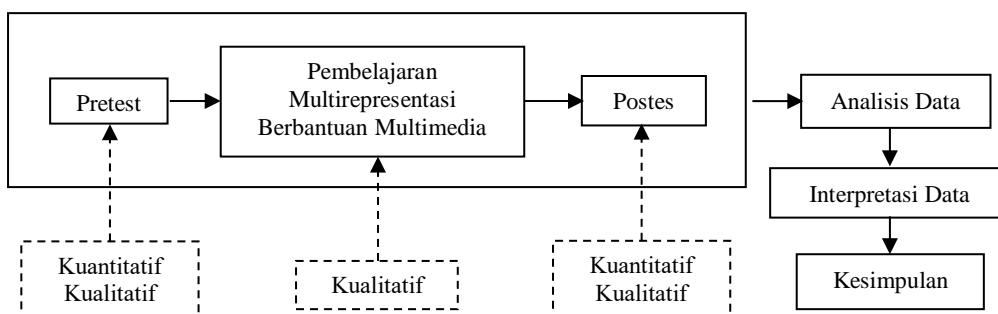 Pretest
Pembelajaran
Multirepresentasi
Berbantuan Multimedia
Postes
Analisis Data
Interpretasi Data
Kesimpulan
Kuantitatif
Kualitatif
Kualitatif
Kuantitatif
Kualitatif